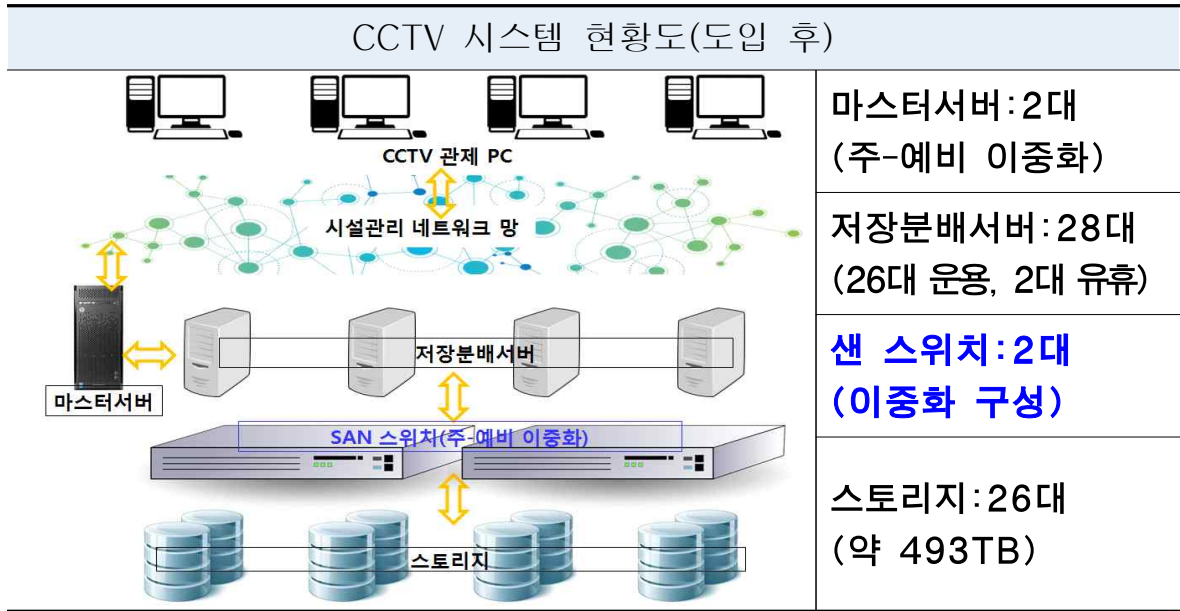 CCTV 시스템 현황도(도입 후)
CCTV 관제 PC
시설관리 네트워크 망
저장분배서버
마스터서버
SAN 스위치(주-예비 이중화)
스토리지
마스터서버:2대
(주-예비 이중화)
저장분배서버:28대
(26대 운용, 2대 유휴)
샌 스위치:2대
(이중화 구성)
스토리지:26대
(약 493TB)